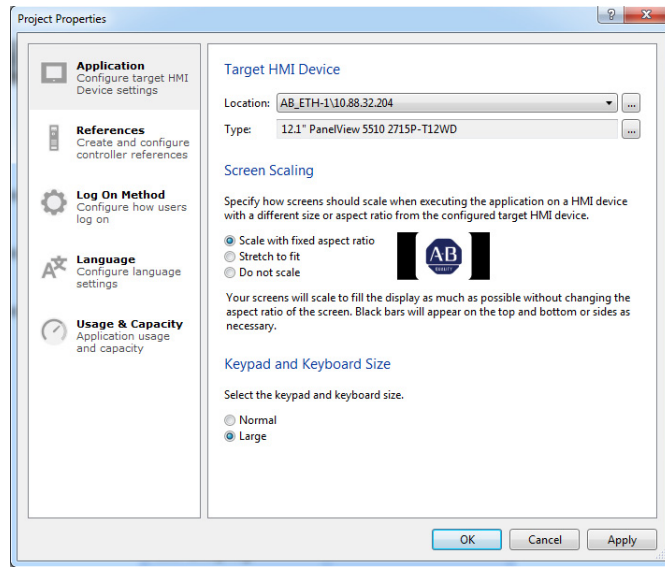 Project Properties
Application
Configure target HMI
Device settings
References
Create and configure
controller references
Log On Method
Configure how users
log on
Language
Configure language
settings
Usage & Capacity
Application usage
and capacity
Target HMI Device
Location: AB_ETH-1\10.88.32.204 ...
Type: 12.1" PanelView 5510 2715P-T12WD ...
Screen Scaling
Specify how screens should scale when executing the application on a HMI device
with a different size or aspect ratio from the configured target HMI device.
Scale with fixed aspect ratio
Stretch to fit
Do not scale
AB
QUALITY
Your screens will scale to fill the display as much as possible without changing the
aspect ratio of the screen. Black bars will appear on the top and bottom or sides as
necessary.
Keypad and Keyboard Size
Select the keypad and keyboard size.
Normal
Large
OK Cancel Apply